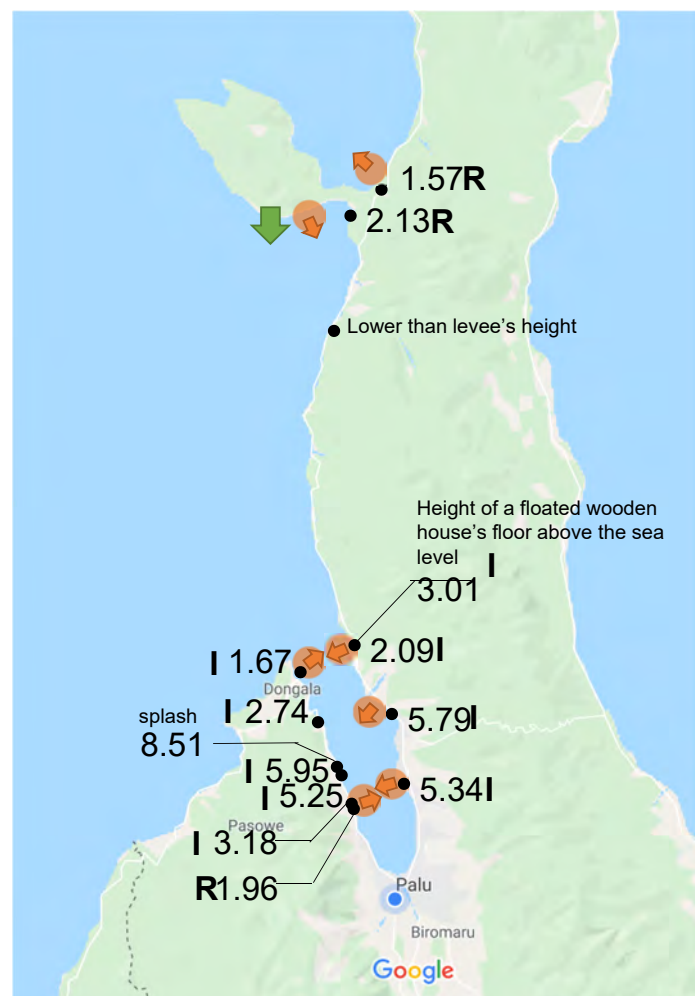 1.57R
2.13R
Lower than levee’s height
Height of a floated wooden
house’s floor above the sea
level
I
3.01
2.09I
I 1.67
Dongala
I 2.74
5.79I
splash
8.51
I 5.95
I 5.25
5.34I
Pasowe
I 3.18
R1.96
Palu
Biromaru
Google